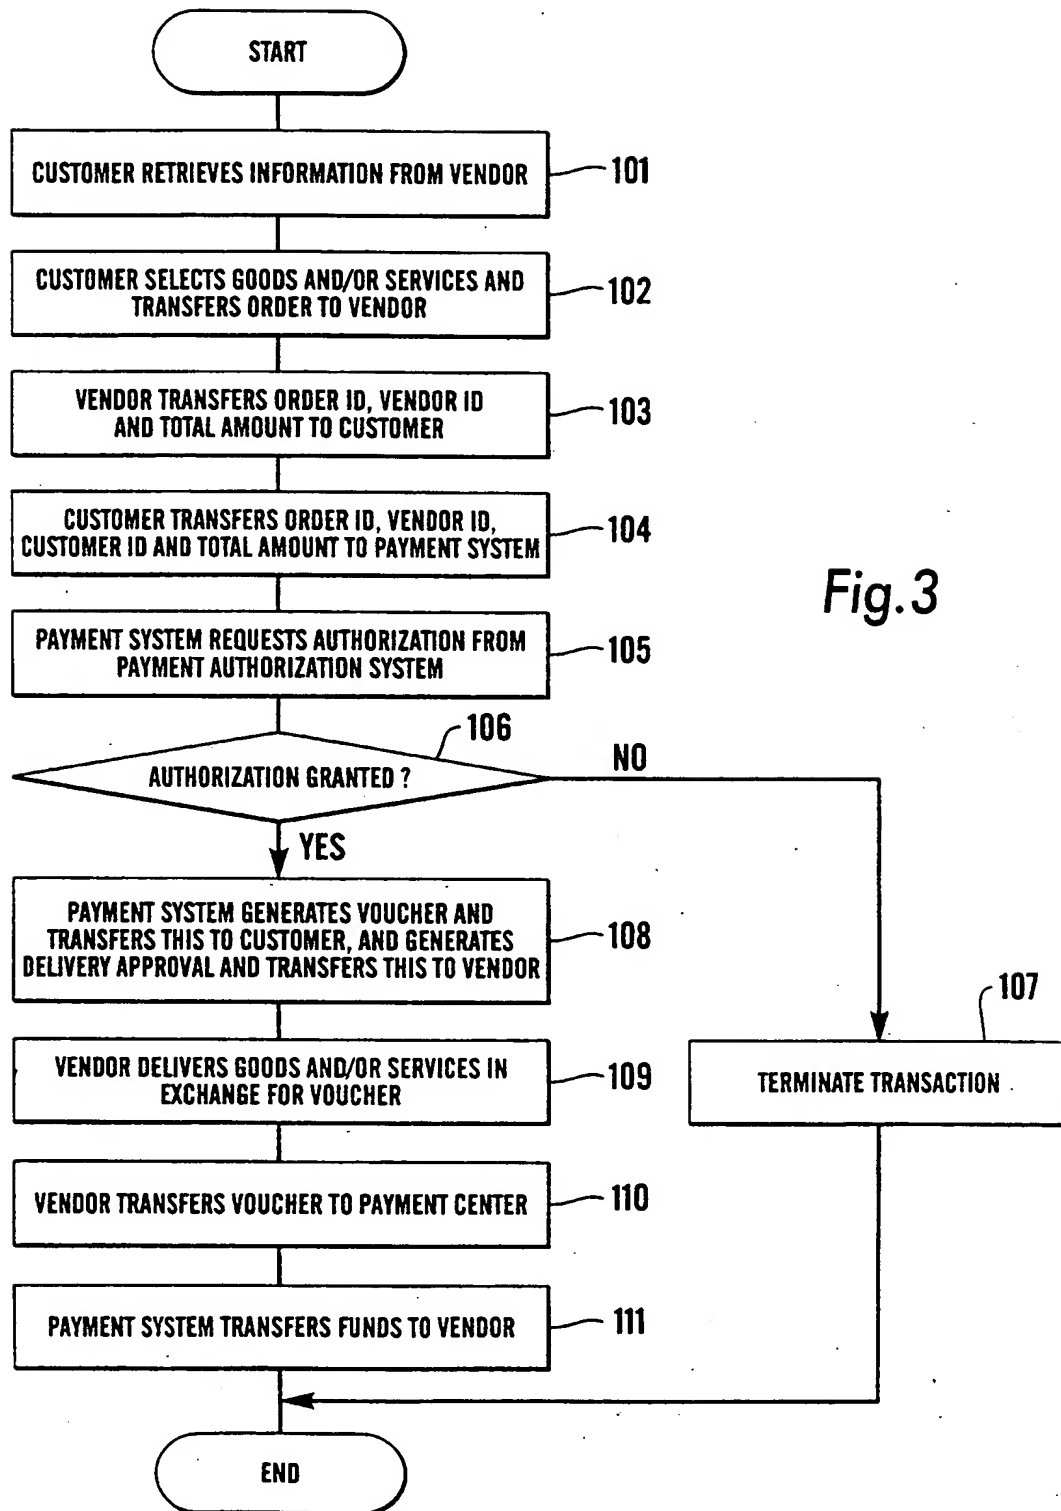 START
CUSTOMER RETRIEVES INFORMATION FROM VENDOR
101
CUSTOMER SELECTS GOODS AND/OR SERVICES AND
TRANSFERS ORDER TO VENDOR
102
VENDOR TRANSFERS ORDER ID, VENDOR ID
AND TOTAL AMOUNT TO CUSTOMER
103
CUSTOMER TRANSFERS ORDER ID, VENDOR ID,
CUSTOMER ID AND TOTAL AMOUNT TO PAYMENT SYSTEM
104
Fig.3
PAYMENT SYSTEM REQUESTS AUTHORIZATION FROM
PAYMENT AUTHORIZATION SYSTEM
105
106
AUTHORIZATION GRANTED ?
NO
YES
PAYMENT SYSTEM GENERATES VOUCHER AND
TRANSFERS THIS TO CUSTOMER, AND GENERATES
DELIVERY APPROVAL AND TRANSFERS THIS TO VENDOR
108
107
TERMINATE TRANSACTION
VENDOR DELIVERS GOODS AND/OR SERVICES IN
EXCHANGE FOR VOUCHER
109
VENDOR TRANSFERS VOUCHER TO PAYMENT CENTER
110
PAYMENT SYSTEM TRANSFERS FUNDS TO VENDOR
111
END